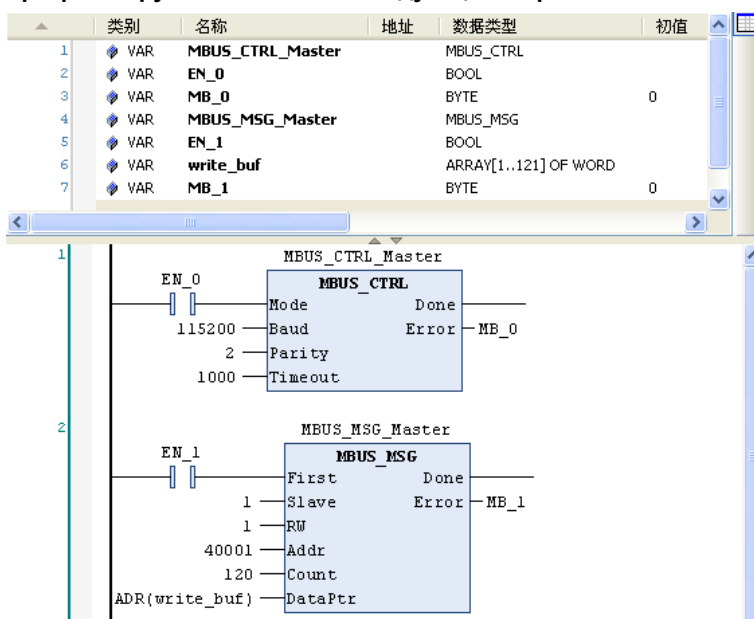 类别 名称 地址 数据类型 初值
1 VAR MBUS_CTRL_Master MBUS_CTRL
2 VAR EN_0 BOOL
3 VAR MB_0 BYTE 0
4 VAR MBUS_MSG_Master MBUS_MSG
5 VAR EN_1 BOOL
6 VAR write_buf ARRAY[1..121] OF WORD
7 VAR MB_1 BYTE 0
1 MBUS_CTRL_Master
EN_0 MBUS_CTRL
Mode Done
115200 Baud Error MB_0
2 Parity
1000 Timeout
2 MBUS_MSG_Master
EN_1 MBUS_MSG
First Done
1 Slave Error MB_1
1 RW
40001 Addr
120 Count
ADR(write_buf) DataPtr